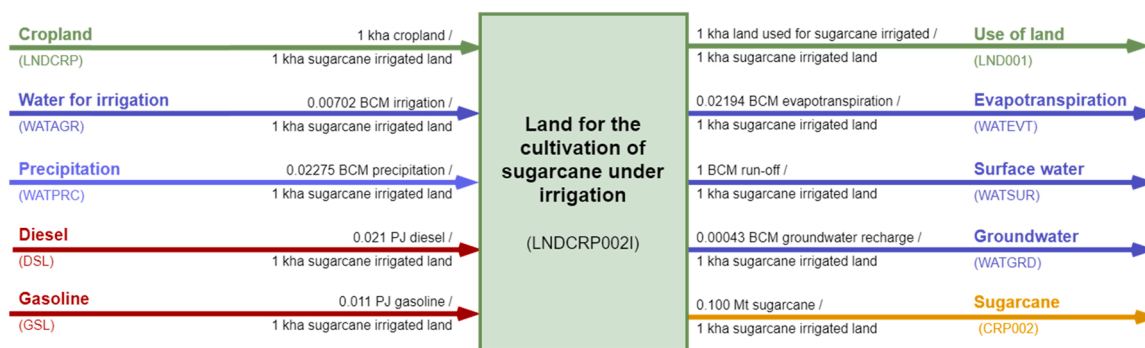 Cropland
(LNDCRP)
1 kha cropland /
1 kha sugarcane irrigated land
Water for irrigation
(WATAGR)
0.00702 BCM irrigation /
1 kha sugarcane irrigated land
Precipitation
(WATPRC)
0.02275 BCM precipitation /
1 kha sugarcane irrigated land
Diesel
(DSL)
0.021 PJ diesel /
1 kha sugarcane irrigated land
Gasoline
(GSL)
0.011 PJ gasoline /
1 kha sugarcane irrigated land
Land for the
cultivation of
sugarcane under
irrigation
(LNDCRP002I)
1 kha land used for sugarcane irrigated /
1 kha sugarcane irrigated land
Use of land
(LND001)
0.02194 BCM evapotranspiration /
1 kha sugarcane irrigated land
Evapotranspiration
(WATEVT)
1 BCM run-off /
1 kha sugarcane irrigated land
Surface water
(WATSUR)
0.00043 BCM groundwater recharge /
1 kha sugarcane irrigated land
Groundwater
(WATGRD)
0.100 Mt sugarcane /
1 kha sugarcane irrigated land
Sugarcane
(CRP002)